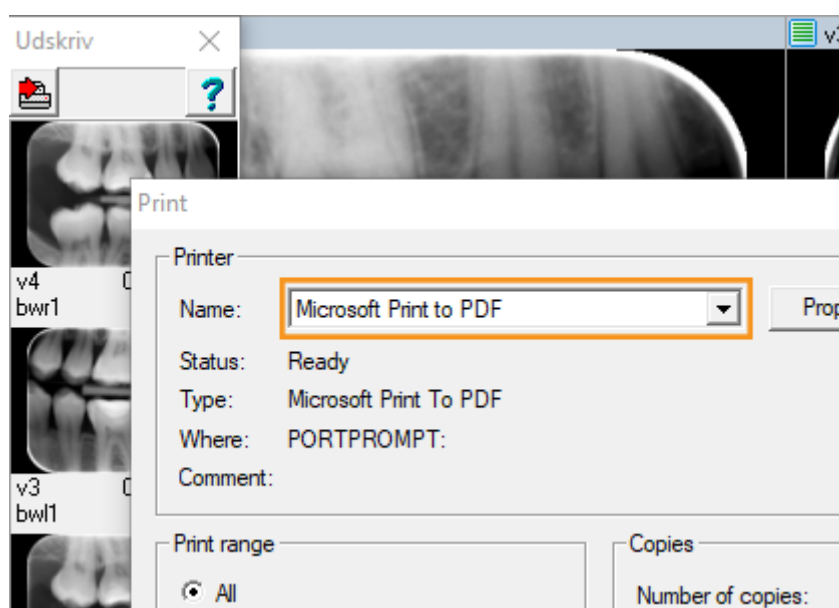 Udskriv
v4
bwr1
v3
bwl1
Print
Printer
Name: Microsoft Print to PDF
Status: Ready
Type: Microsoft Print To PDF
Where: PORTPROMPT:
Comment:
Print range
All
Copies
Number of copies: